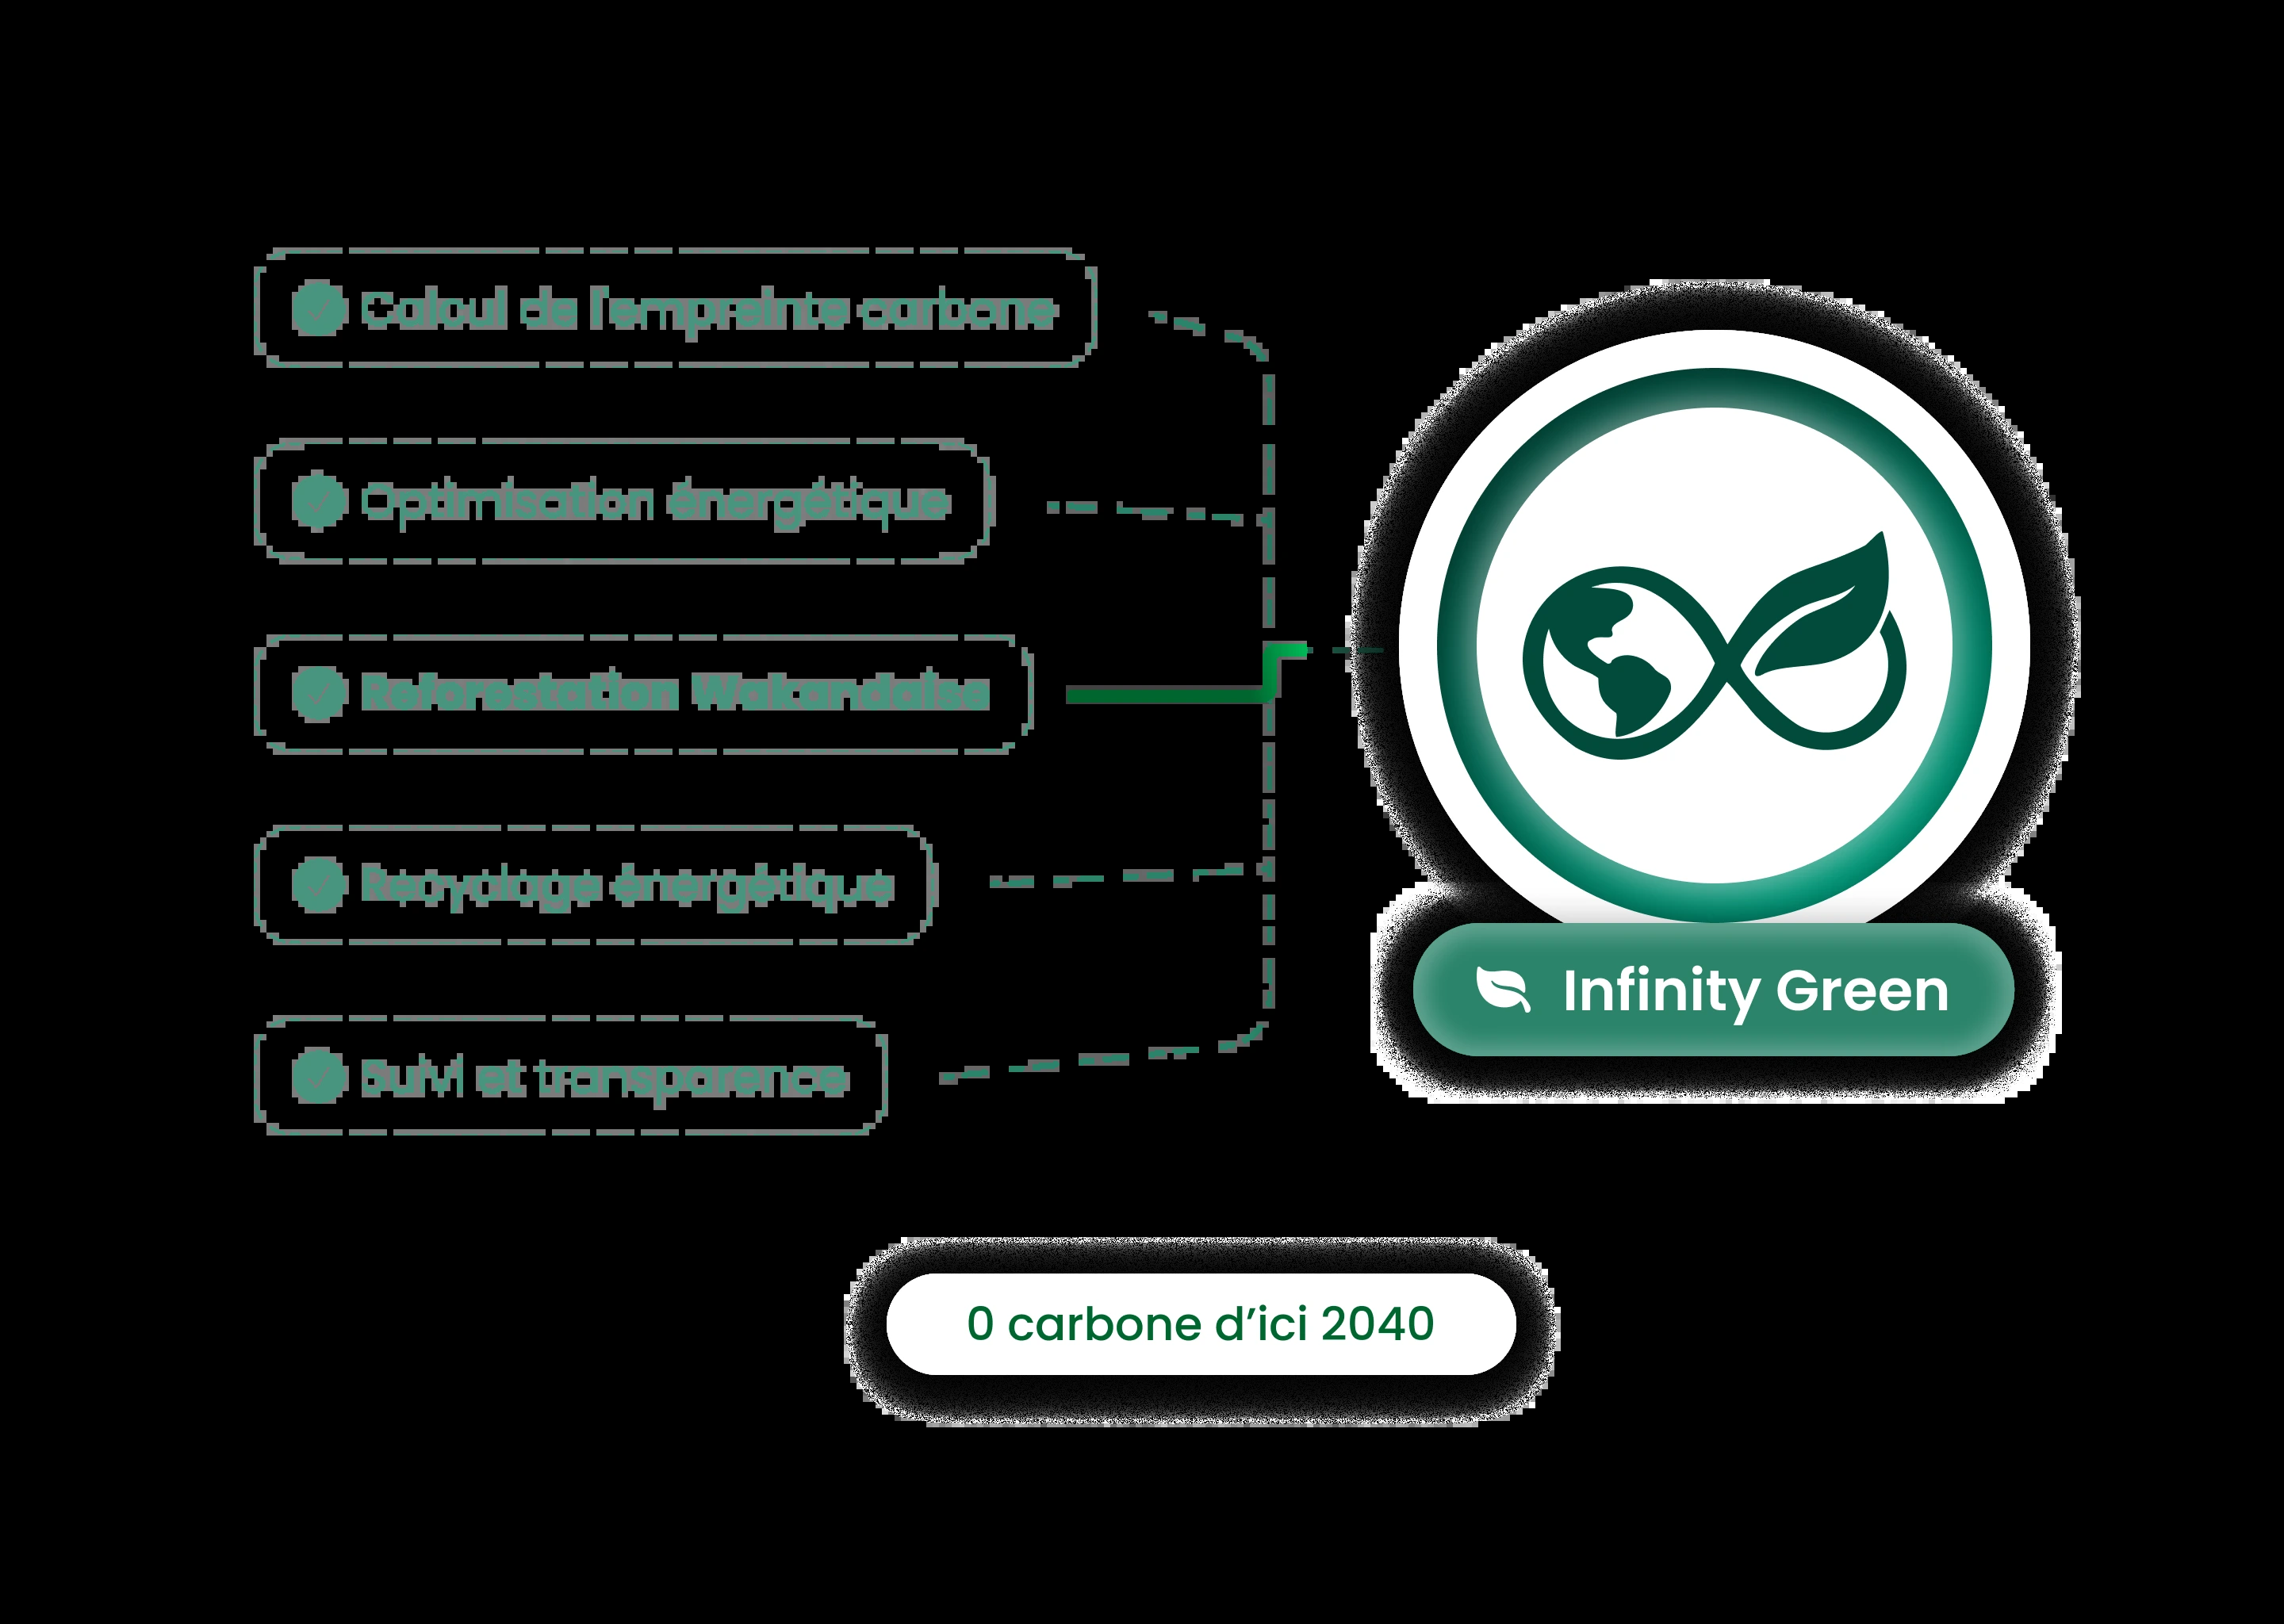 Calcul de l'empreinte carbone
Optimisation énergétique
Reforestation Wakandaise
Recyclage énergétique
Suivi et transparence
Infinity Green
0 carbone d’ici 2040